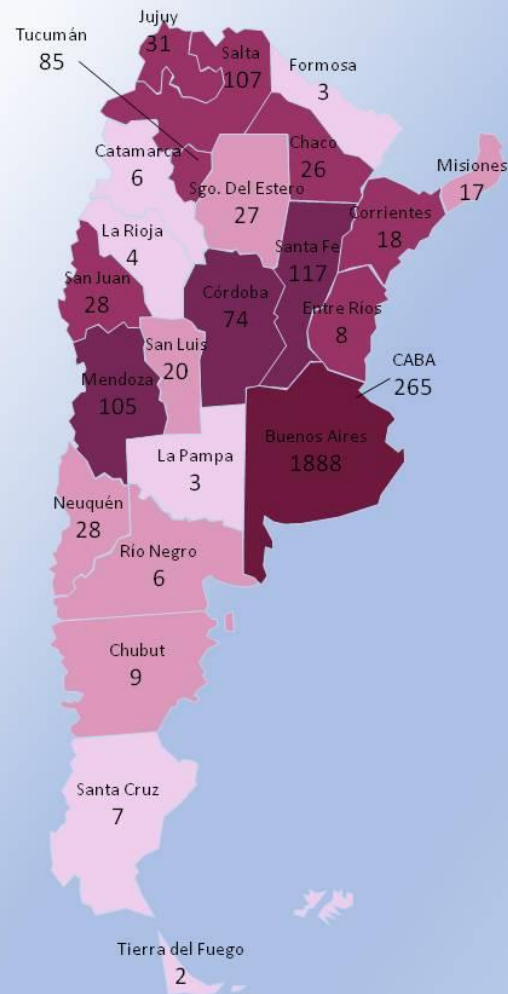 Jujuy
31
Tucumán
85
Salta
107
Formosa
3
Catamarca
6
Chaco
26
Misiones
17
Sgo. Del Estero
27
Corrientes
18
La Rioja
4
Santa Fe
117
San Juan
28
Córdoba
74
Entre Ríos
8
San Luis
20
Mendoza
105
CABA
265
Buenos Aires
1888
La Pampa
3
Neuquén
28
Río Negro
6
Chubut
9
Santa Cruz
7
Tierra del Fuego
2